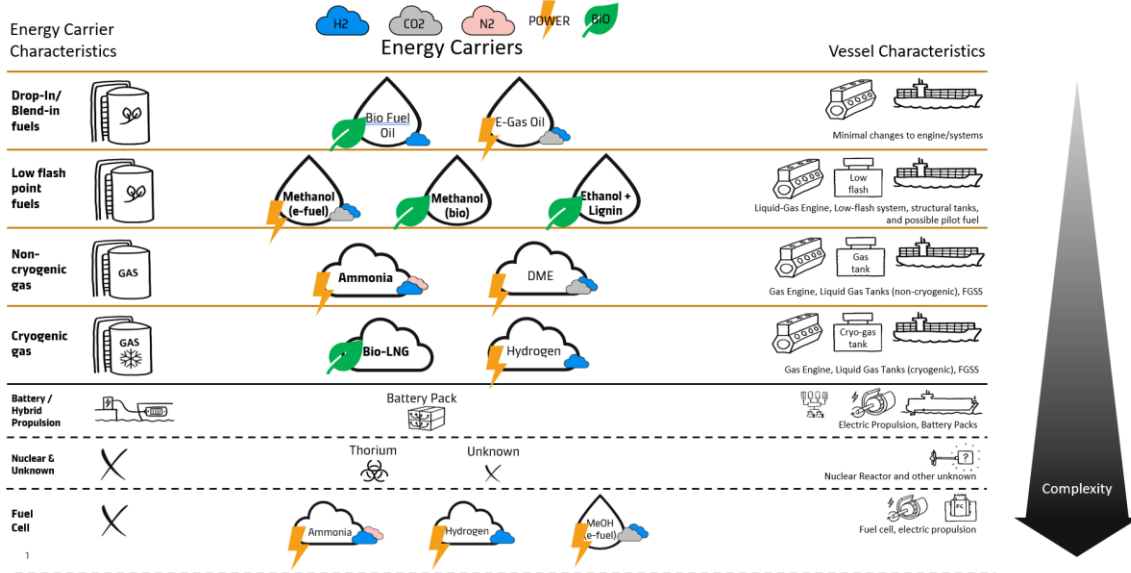 H2
CO2
N2
POWER
BIO
Energy Carrier
Characteristics
Energy Carriers
Vessel Characteristics
Drop-In/
Blend-in
fuels
Bio Fuel
Oil
E-Gas Oil
Minimal changes to engine/systems
Low flash
point
fuels
Methanol
(e-fuel)
Methanol
(bio)
Ethanol +
Lignin
Low
flash
Liquid-Gas Engine, Low-flash system, structural tanks,
and possible pilot fuel
Non-
cryogenic
gas
GAS
Ammonia
DME
Gas
tank
Gas Engine, Liquid Gas Tanks (non-cryogenic), FGSS
Cryogenic
gas
GAS
Bio-LNG
Hydrogen
Cryo-gas
tank
Gas Engine, Liquid Gas Tanks (cryogenic), FGSS
Battery /
Hybrid
Propulsion
Battery Pack
Electric Propulsion, Battery Packs
Nuclear &
Unknown
Thorium
Unknown
?
Nuclear Reactor and other unknown
Fuel
Cell
Ammonia
Hydrogen
MeOH
(e-fuel)
FC
Fuel cell, electric propulsion
Complexity
1